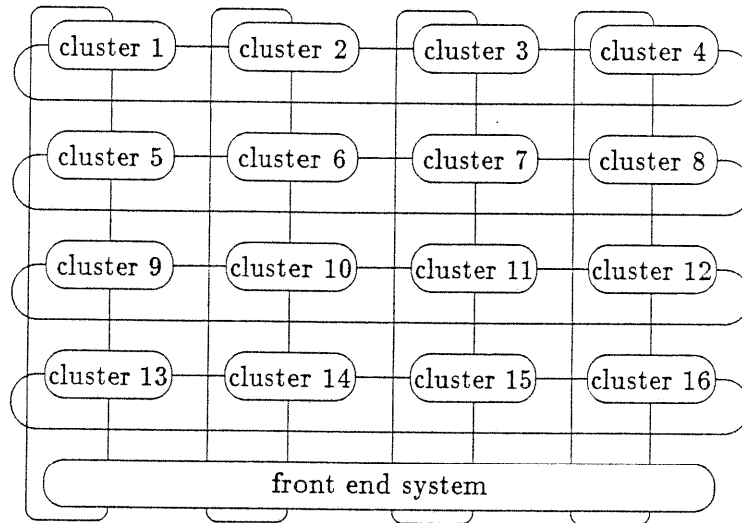 cluster 1 cluster 2 cluster 3 cluster 4
cluster 5 cluster 6 cluster 7 cluster 8
cluster 9 cluster 10 cluster 11 cluster 12
cluster 13 cluster 14 cluster 15 cluster 16
front end system